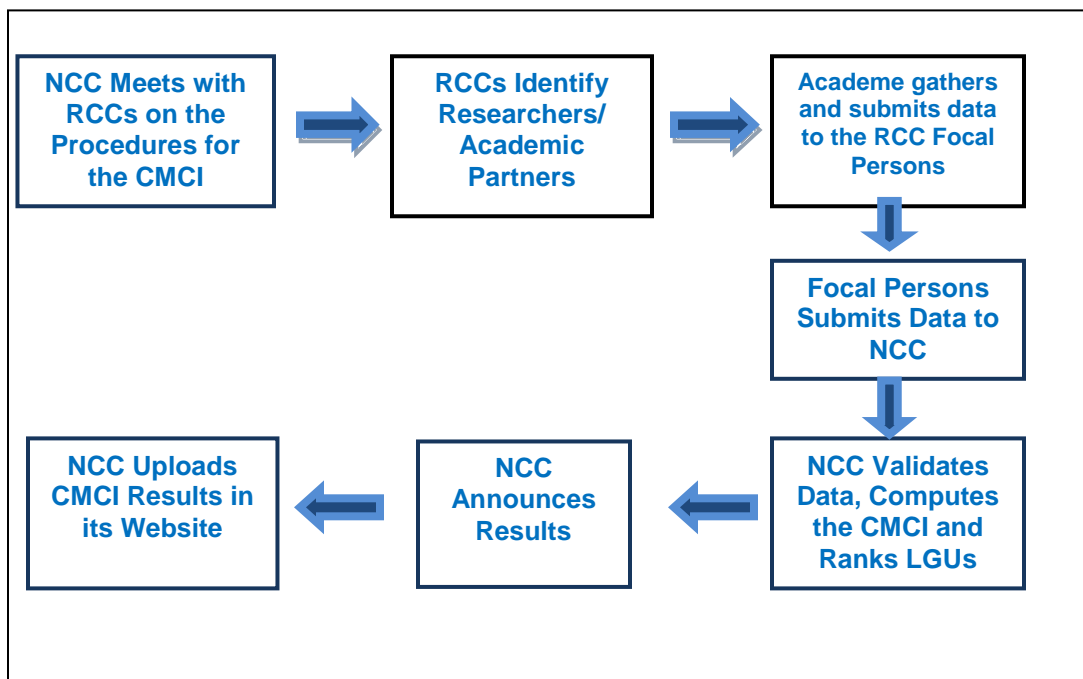 NCC Meets with
RCCs on the
Procedures for
the CMCI
RCCs Identify
Researchers/
Academic
Partners
Academe gathers
and submits data
to the RCC Focal
Persons
Focal Persons
Submits Data to
NCC
NCC Validates
Data, Computes
the CMCI and
Ranks LGUs
NCC
Announces
Results
NCC Uploads
CMCI Results in
its Website